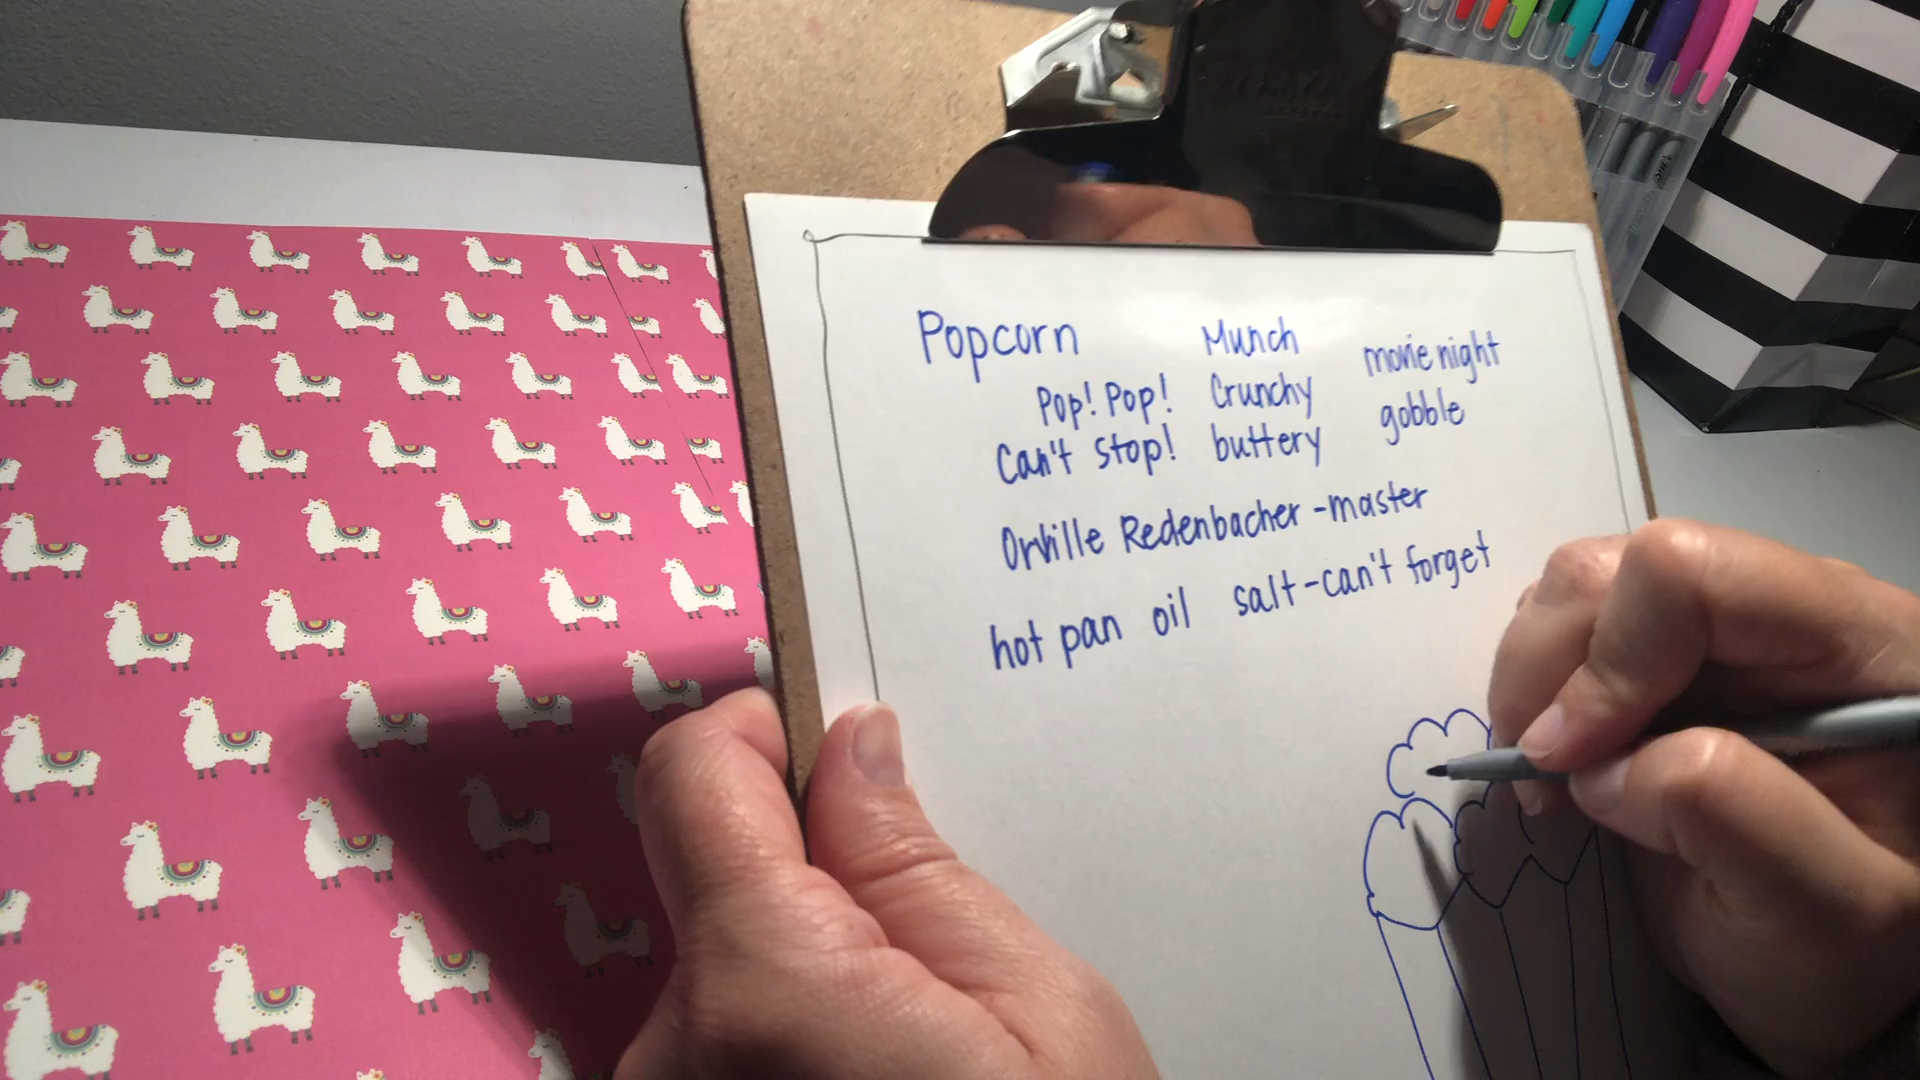 Popcorn Munch movie night
Pop! Pop! Crunchy gobble
Can't stop! buttery
Orville Redenbacher - master
hot pan oil salt - can't forget